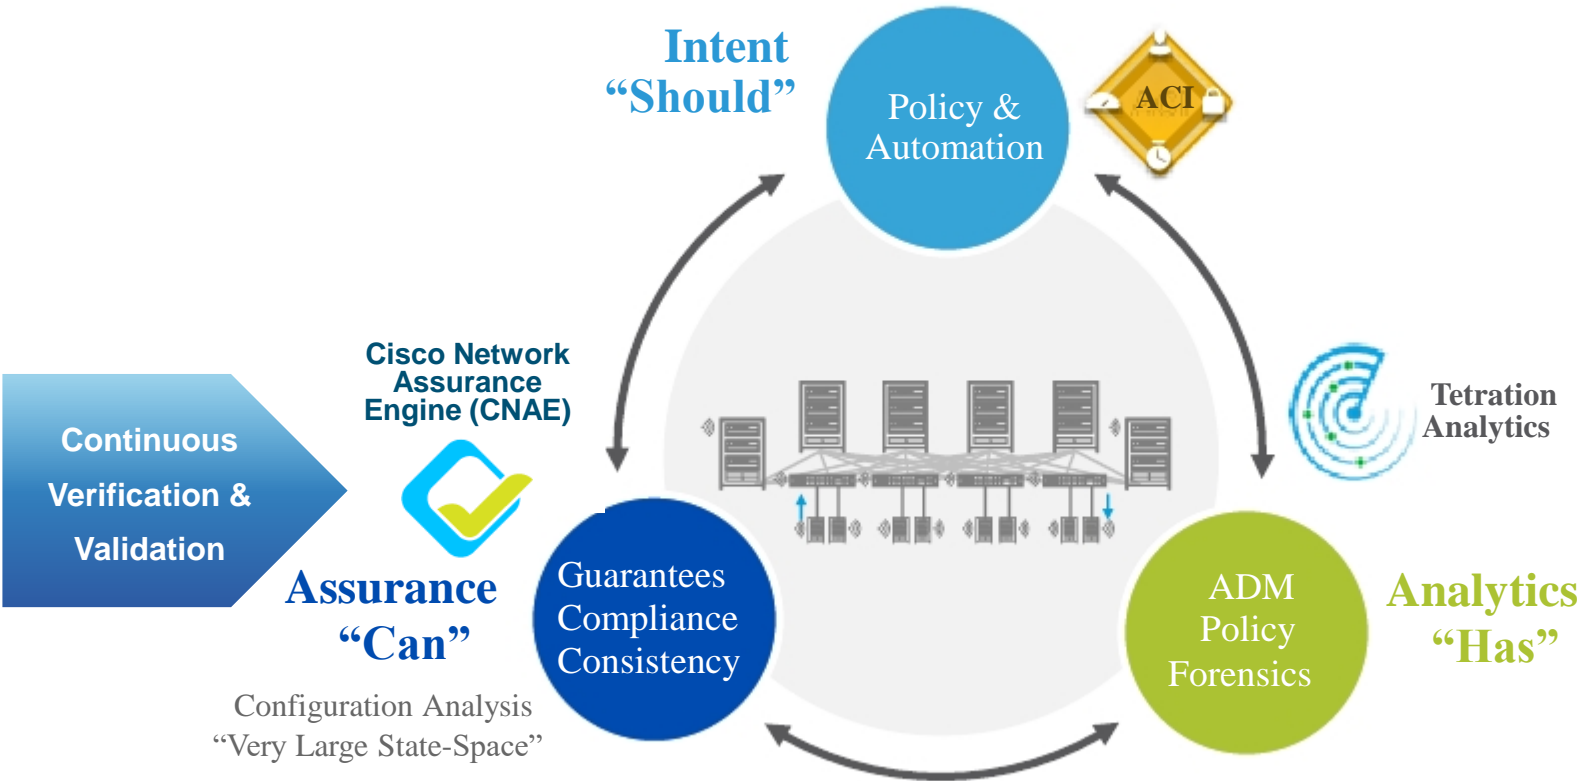 Intent
“Should”
Policy &
Automation
ACI
Cisco Network
Assurance
Engine (CNAE)
Tetration
Analytics
Continuous
Verification &
Validation
Assurance
“Can”
Guarantees
Compliance
Consistency
ADM
Policy
Forensics
Analytics
“Has”
Configuration Analysis
“Very Large State-Space”